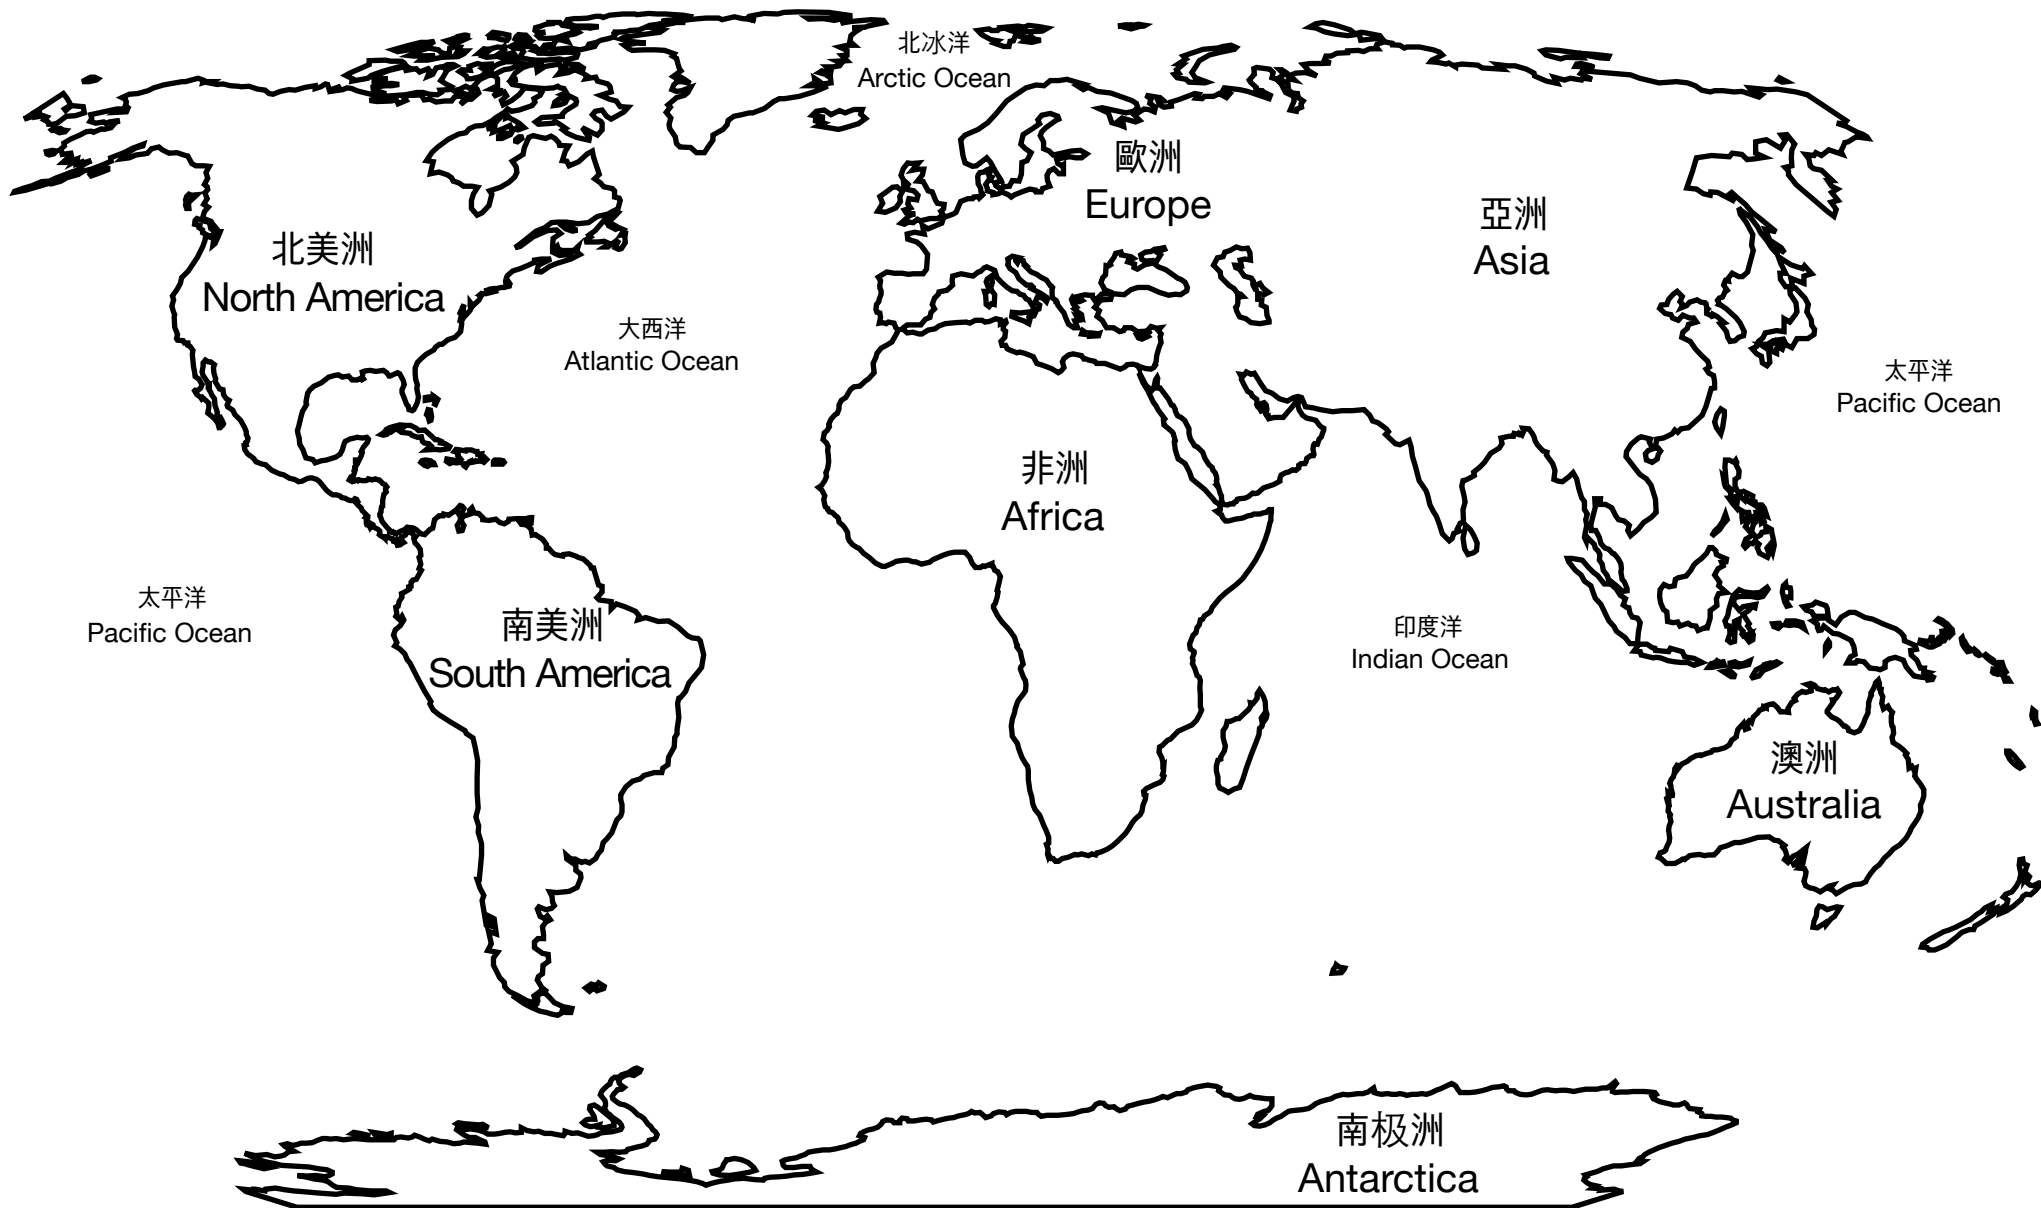 北冰洋
Arctic Ocean
歐洲
Europe
亞洲
Asia
北美洲
North America
大西洋
Atlantic Ocean
太平洋
Pacific Ocean
非洲
Africa
太平洋
Pacific Ocean
南美洲
South America
印度洋
Indian Ocean
澳洲
Australia
南极洲
Antarctica